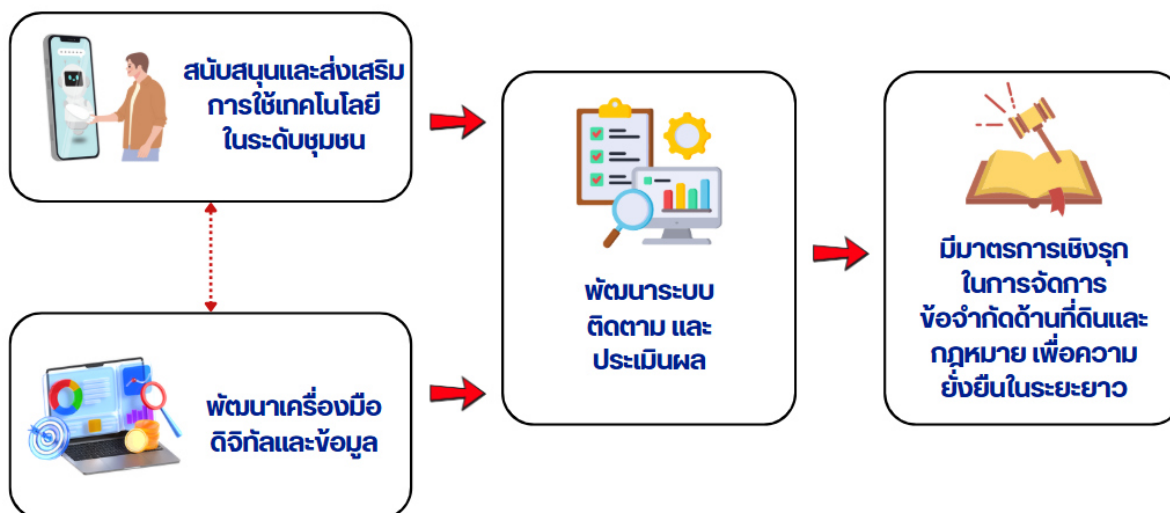 สนับสนุนและส่งเสริม
การใช้เทคโนโลยี
ในระดับชุมชน
พัฒนาเครื่องมือ
ดิจิทัลและข้อมูล
พัฒนาระบบ
ติดตาม และ
ประเมินผล
มีมาตรการเชิงรุก
ในการจัดการ
ข้อจำกัดด้านที่ดินและ
กฎหมาย เพื่อความ
ยั่งยืนในระยะยาว